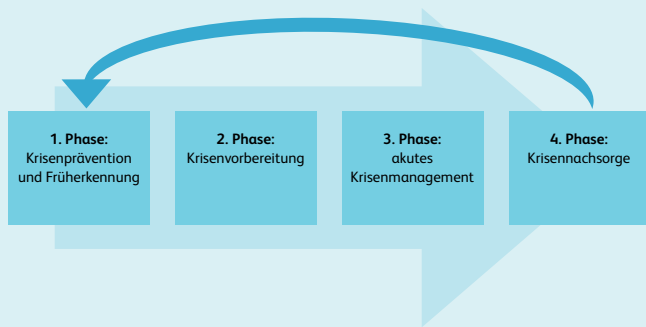 1. Phase:
Krisenprävention
und Früherkennung
2. Phase:
Krisenvorbereitung
3. Phase:
akutes
Krisenmanagement
4. Phase:
Krisennachsorge